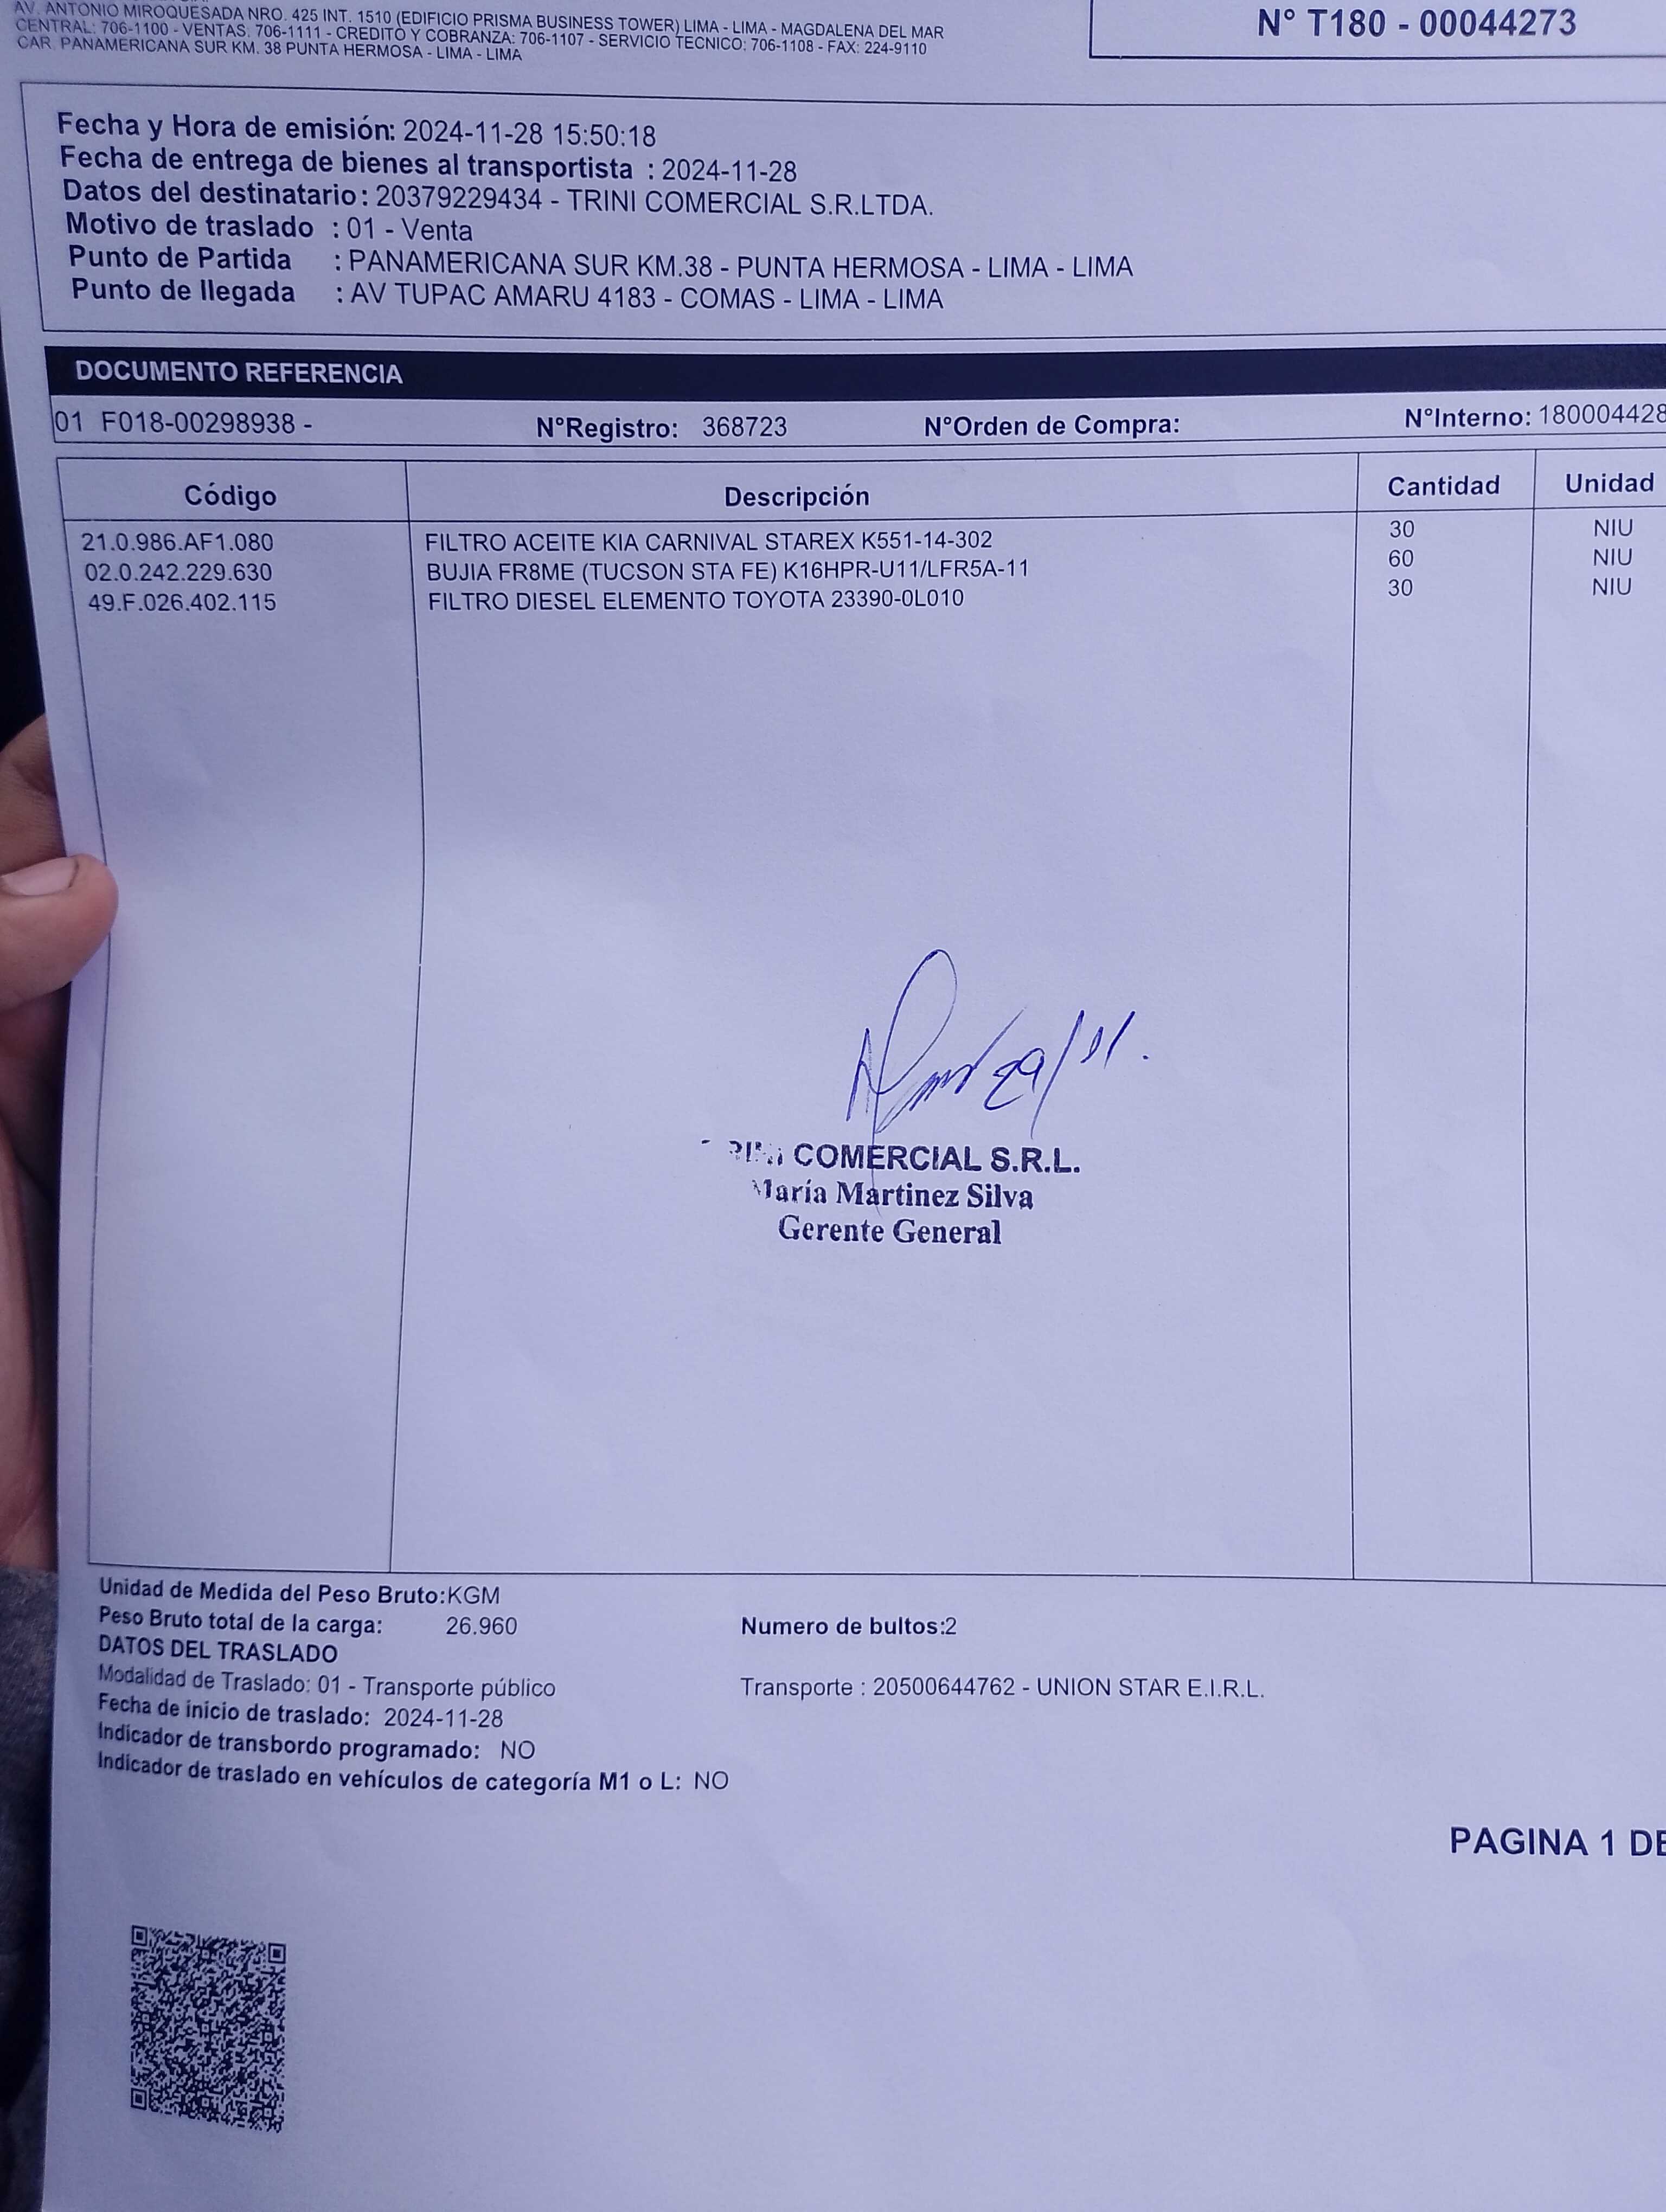 AV. ANTONIO MIROQUESADA NRO. 425 INT. 1510 (EDIFICIO PRISMA BUSINESS TOWER) LIMA - LIMA - MAGDALENA DEL MAR
CENTRAL: 706-1100 - VENTAS: 706-1111 - CREDITO Y COBRANZA: 706-1107 - SERVICIO TECNICO: 706-1108 - FAX: 224-9110
CAR. PANAMERICANA SUR KM. 38 PUNTA HERMOSA - LIMA - LIMA
N° T180 - 00044273
Fecha y Hora de emisión: 2024-11-28 15:50:18
Fecha de entrega de bienes al transportista : 2024-11-28
Datos del destinatario : 20379229434 - TRINI COMERCIAL S.R.LTDA.
Motivo de traslado : 01 - Venta
Punto de Partida : PANAMERICANA SUR KM.38 - PUNTA HERMOSA - LIMA - LIMA
Punto de llegada : AV TUPAC AMARU 4183 - COMAS - LIMA - LIMA
DOCUMENTO REFERENCIA
01 F018-00298938 - N°Registro: 368723 N°Orden de Compra: N°Interno: 180004428
Código Descripción Cantidad Unidad
21.0.986.AF1.080 FILTRO ACEITE KIA CARNIVAL STAREX K551-14-302 30 NIU
02.0.242.229.630 BUJIA FR8ME (TUCSON STA FE) K16HPR-U11/LFR5A-11 60 NIU
49.F.026.402.115 FILTRO DIESEL ELEMENTO TOYOTA 23390-0L010 30 NIU
29/11.
COMERCIAL S.R.L.
María Martinez Silva
Gerente General
Unidad de Medida del Peso Bruto:KGM
Peso Bruto total de la carga: 26.960 Numero de bultos:2
DATOS DEL TRASLADO
Modalidad de Traslado: 01 - Transporte público Transporte : 20500644762 - UNION STAR E.I.R.L.
Fecha de inicio de traslado: 2024-11-28
Indicador de transbordo programado: NO
Indicador de traslado en vehículos de categoría M1 o L: NO
PAGINA 1 DE